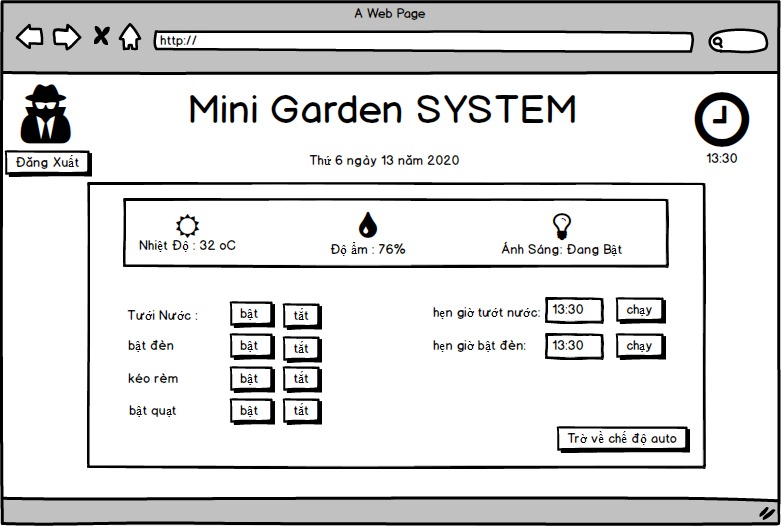 A Web Page
http://
Mini Garden SYSTEM
Đăng Xuất
Thứ 6 ngày 13 năm 2020
13:30
Nhiệt Độ : 32 oC
Độ ẩm : 76%
Ánh Sáng: Đang Bật
Tưới Nước :
bật
tắt
hẹn giờ tướt nước:
13:30
chạy
bật đèn
bật
tắt
hẹn giờ bật đèn:
13:30
chạy
kéo rèm
bật
tắt
bật quạt
bật
tắt
Trờ về chế độ auto